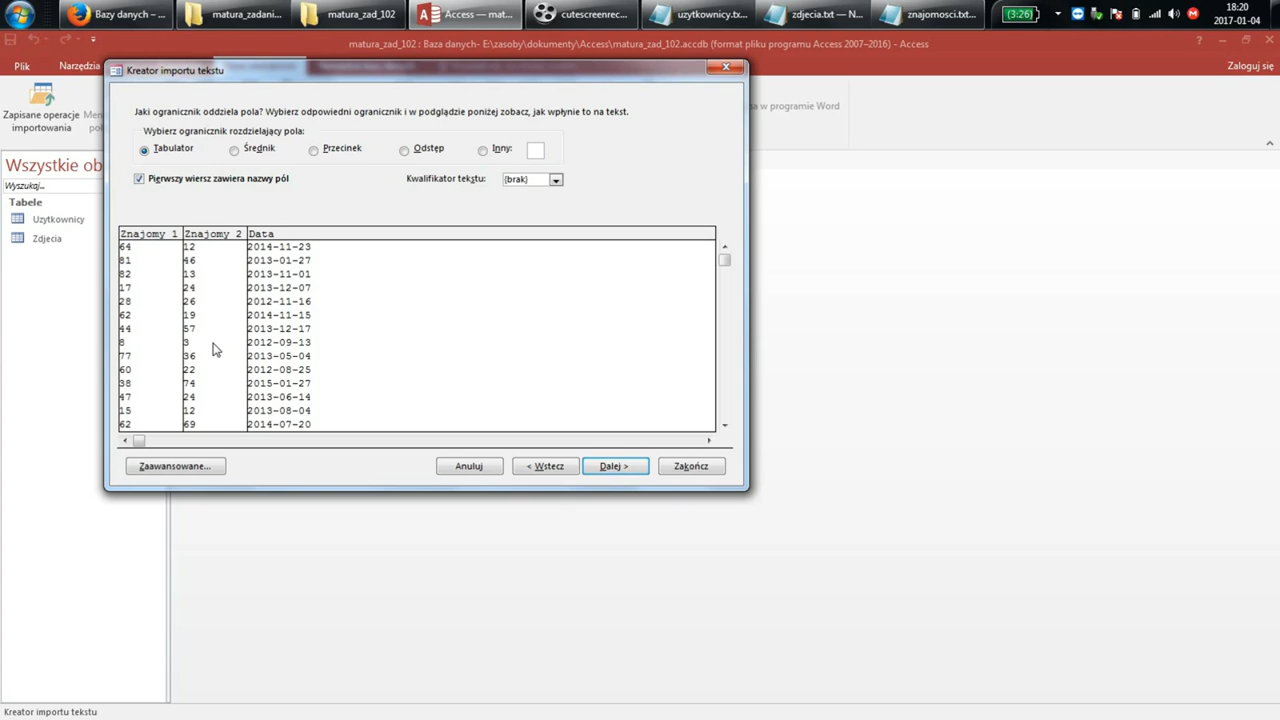 Bazy danych – ...
matura_zadani...
matura_zad_102
Access — mat...
cutescreenrec...
uzytkownicy.tx...
zdjecia.txt — N...
znajomosci.txt...
(3:26)
18:20
2017-01-04
matura_zad_102 : Baza danych- E:\zasoby\dokumenty\Access\matura_zad_102.accdb (format pliku programu Access 2007–2016) - Access
Plik
Narzędzia
Zaloguj się
Zapisane operacje
importowania
a w programie Word
Wszystkie ob
Wyszukaj...
Tabele
Uzytkownicy
Zdjecia
Kreator importu tekstu
Jaki ogranicznik oddziela pola? Wybierz odpowiedni ogranicznik i w podglądzie poniżej zobacz, jak wpłynie to na tekst.
Wybierz ogranicznik rozdzielający pola:
Tabulator Średnik Przecinek Odstęp Inny:
Pierwszy wiersz zawiera nazwy pól
Kwalifikator tekstu: {brak}
Znajomy 1 Znajomy 2 Data
64 12 2014-11-23
81 46 2013-01-27
82 13 2013-11-01
17 24 2013-12-07
28 26 2012-11-16
62 19 2014-11-15
44 57 2013-12-17
8 3 2012-09-13
77 36 2013-05-04
60 22 2012-08-25
38 74 2015-01-27
47 24 2013-06-14
15 12 2013-08-04
62 69 2014-07-20
Zaawansowane...
Anuluj
< Wstecz
Dalej >
Zakończ
Kreator importu tekstu